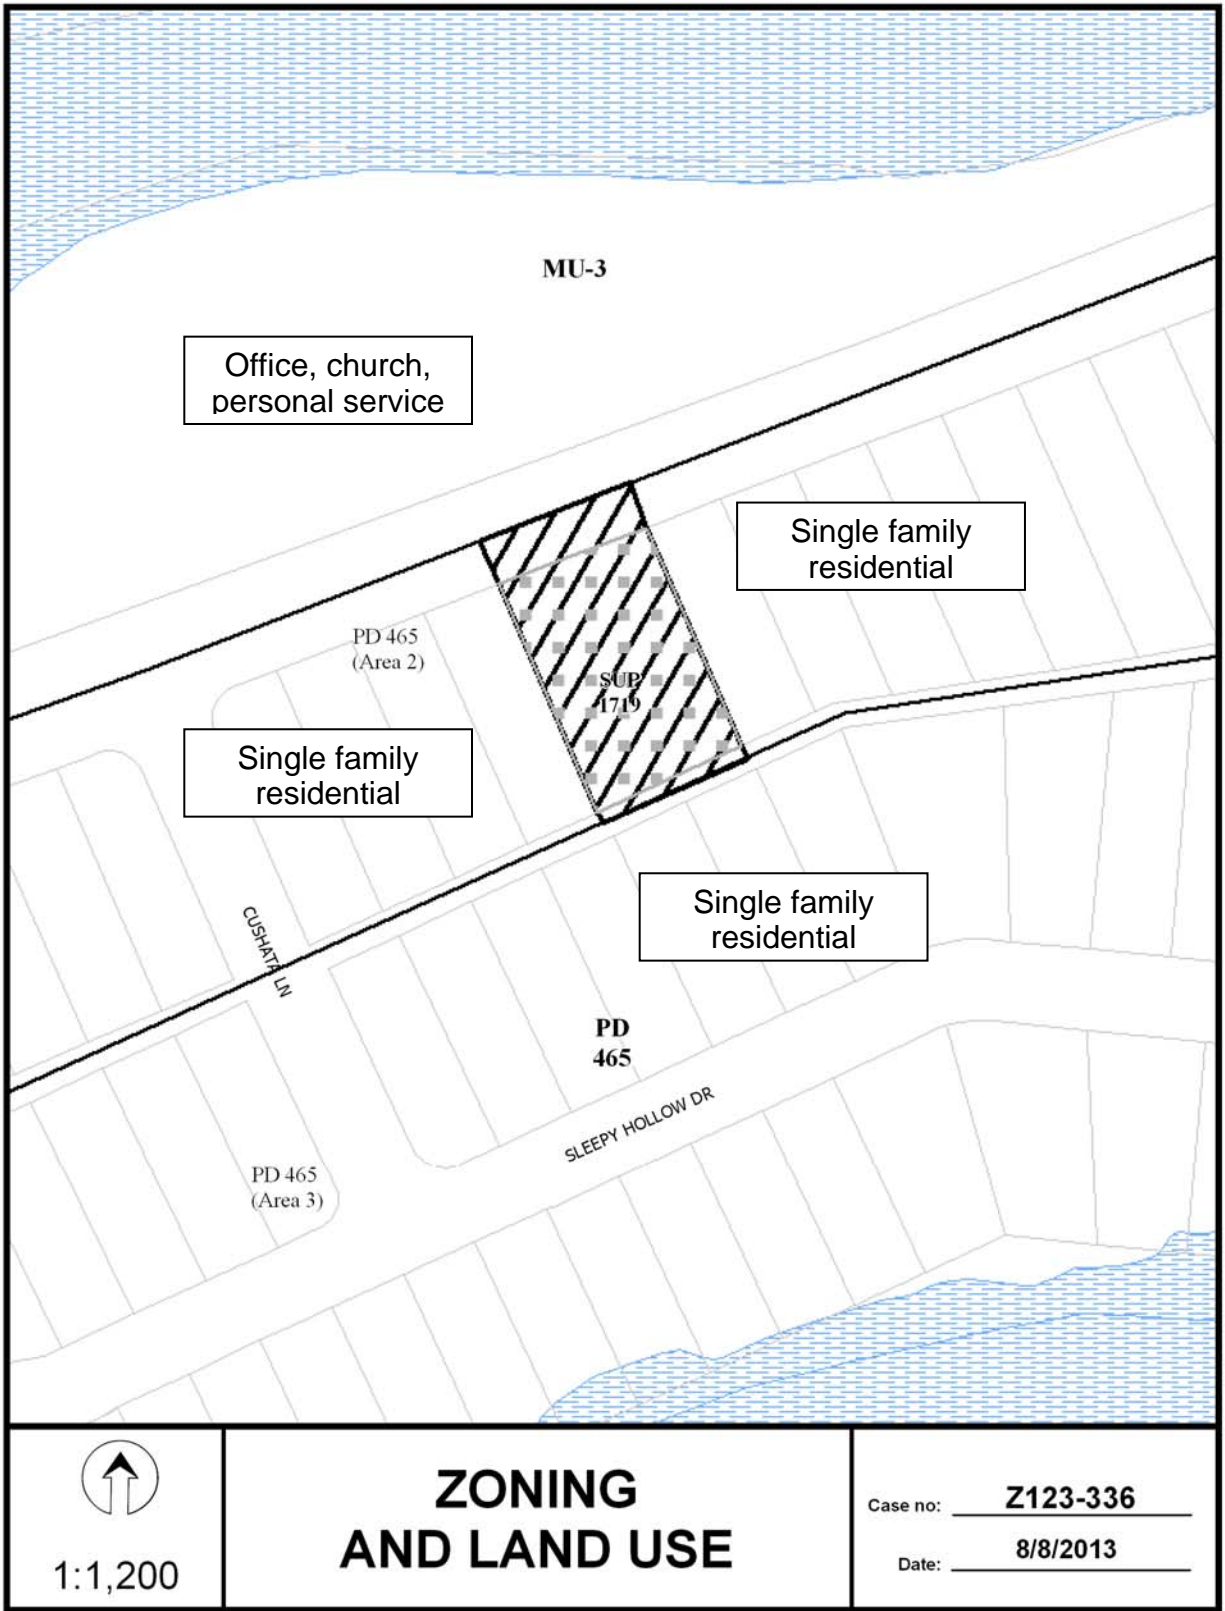 MU-3
Office, church,
personal service
Single family
residential
PD 465
(Area 2)
SUP
1719
Single family
residential
Single family
residential
CUSHATA LN
PD
465
SLEEPY HOLLOW DR
PD 465
(Area 3)
1:1,200
ZONING
AND LAND USE
Case no: Z123-336
Date: 8/8/2013